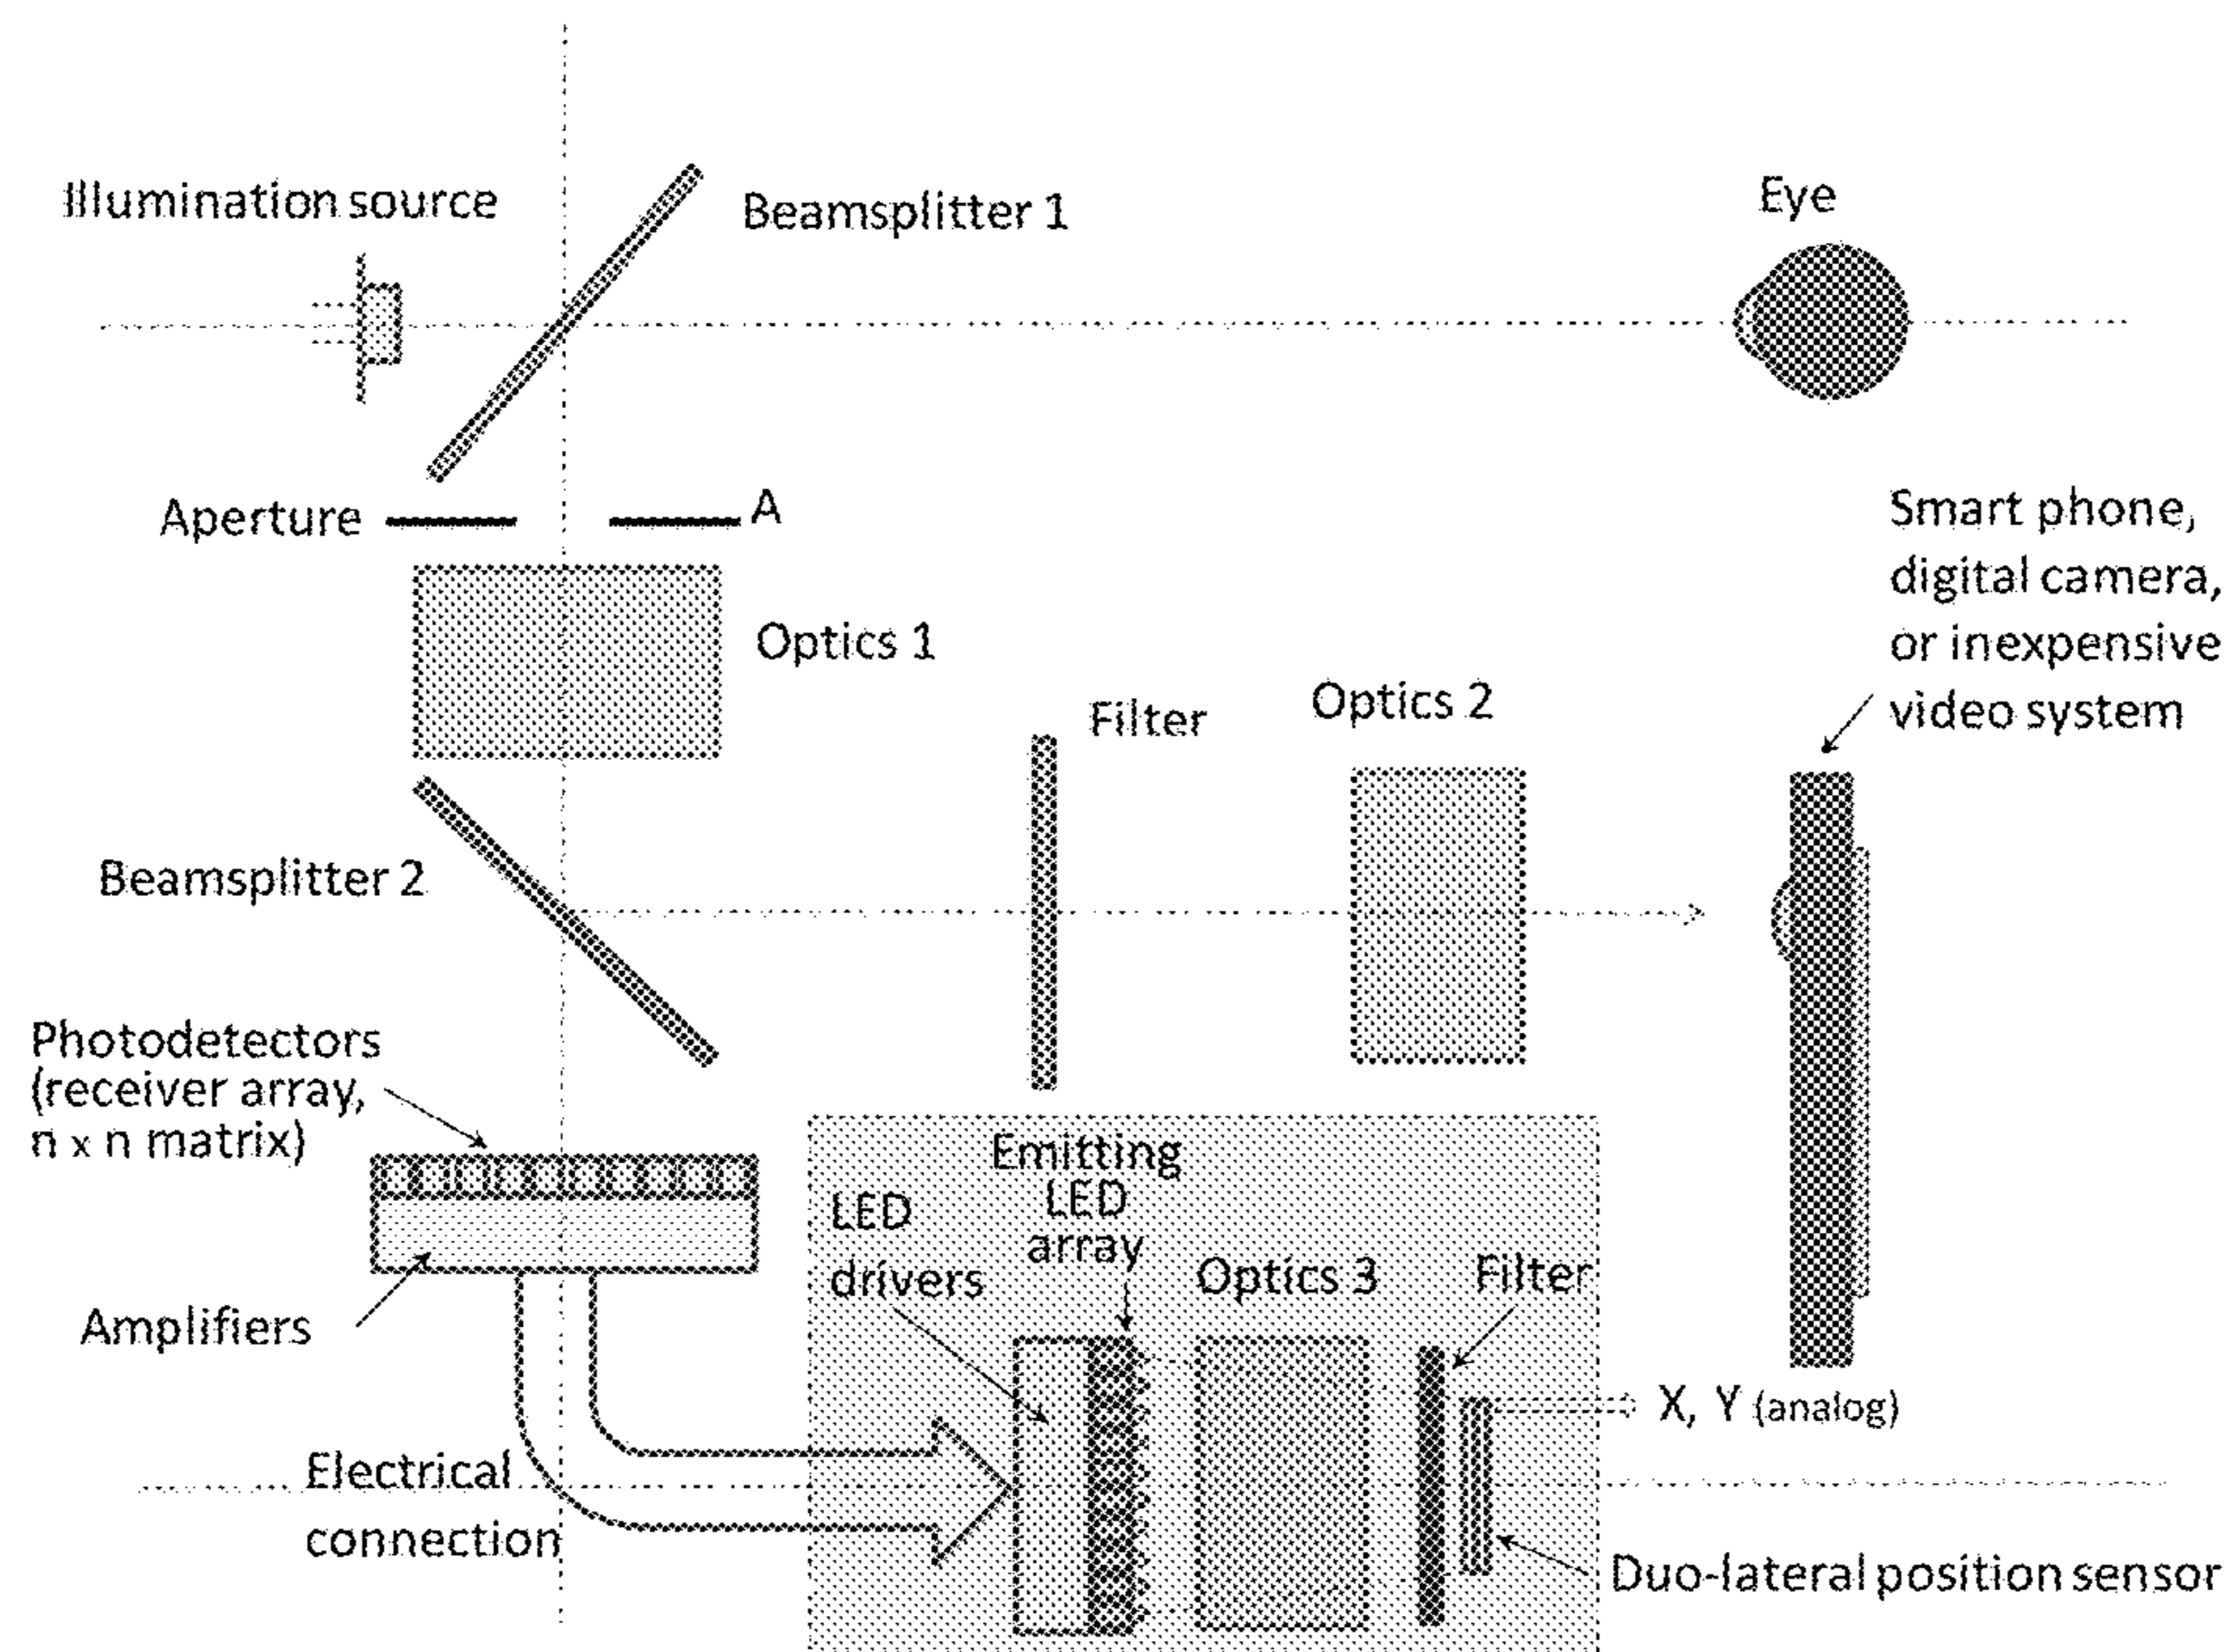 Illumination source
Beamsplitter 1
Eye
Aperture
A
Smart phone,
digital camera,
or inexpensive
video system
Optics 1
Filter
Optics 2
Beamsplitter 2
Photodetectors
(receiver array,
n x n matrix)
Amplifiers
Emitting
LED
array
LED
drivers
Optics 3
Filter
X, Y (analog)
Electrical
connection
Duo-lateral position sensor